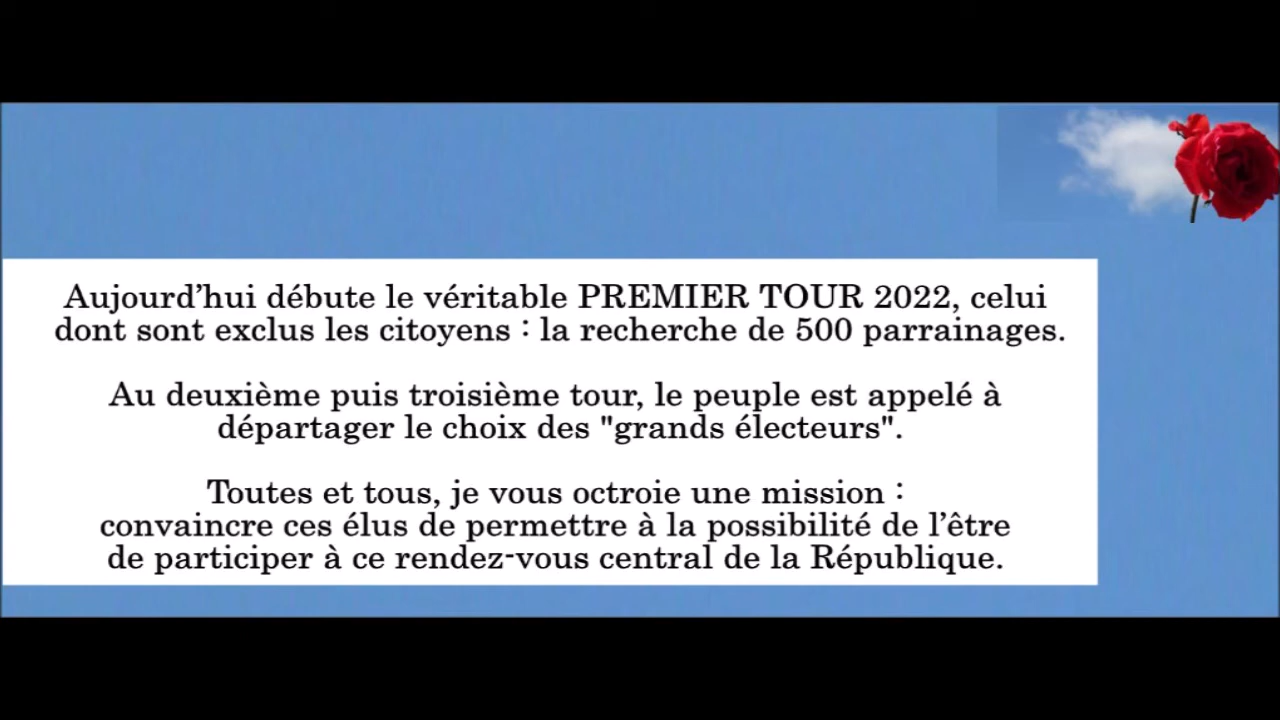 Aujourd’hui débute le véritable PREMIER TOUR 2022, celui
dont sont exclus les citoyens : la recherche de 500 parrainages.
Au deuxième puis troisième tour, le peuple est appelé à
départager le choix des "grands électeurs".
Toutes et tous, je vous octroie une mission :
convaincre ces élus de permettre à la possibilité de l’être
de participer à ce rendez-vous central de la République.